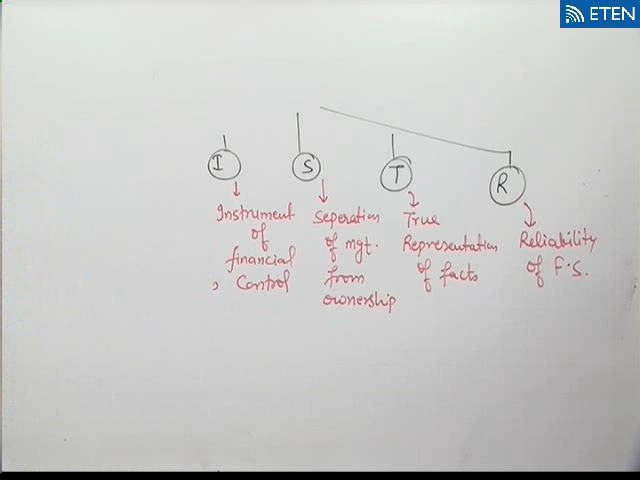 ETEN
I
S
T
R
Instrument
of
financial
Control
Seperation
of mgt.
from
ownership
True
Representation
of facts
Reliability
of F.S.